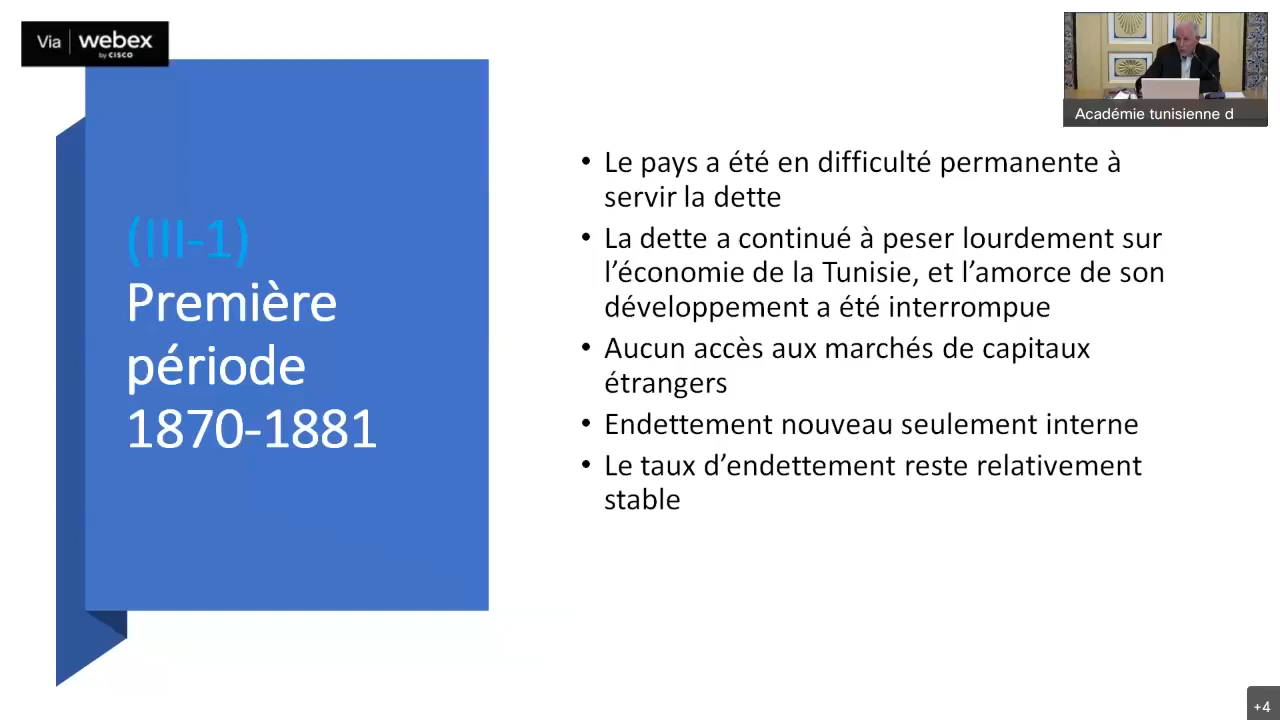 Via webex
by CISCO
Académie tunisienne d
(III-1)
Première
période
1870-1881
• Le pays a été en difficulté permanente à
servir la dette
• La dette a continué à peser lourdement sur
l’économie de la Tunisie, et l’amorce de son
développement a été interrompue
• Aucun accès aux marchés de capitaux
étrangers
• Endettement nouveau seulement interne
• Le taux d’endettement reste relativement
stable
+4